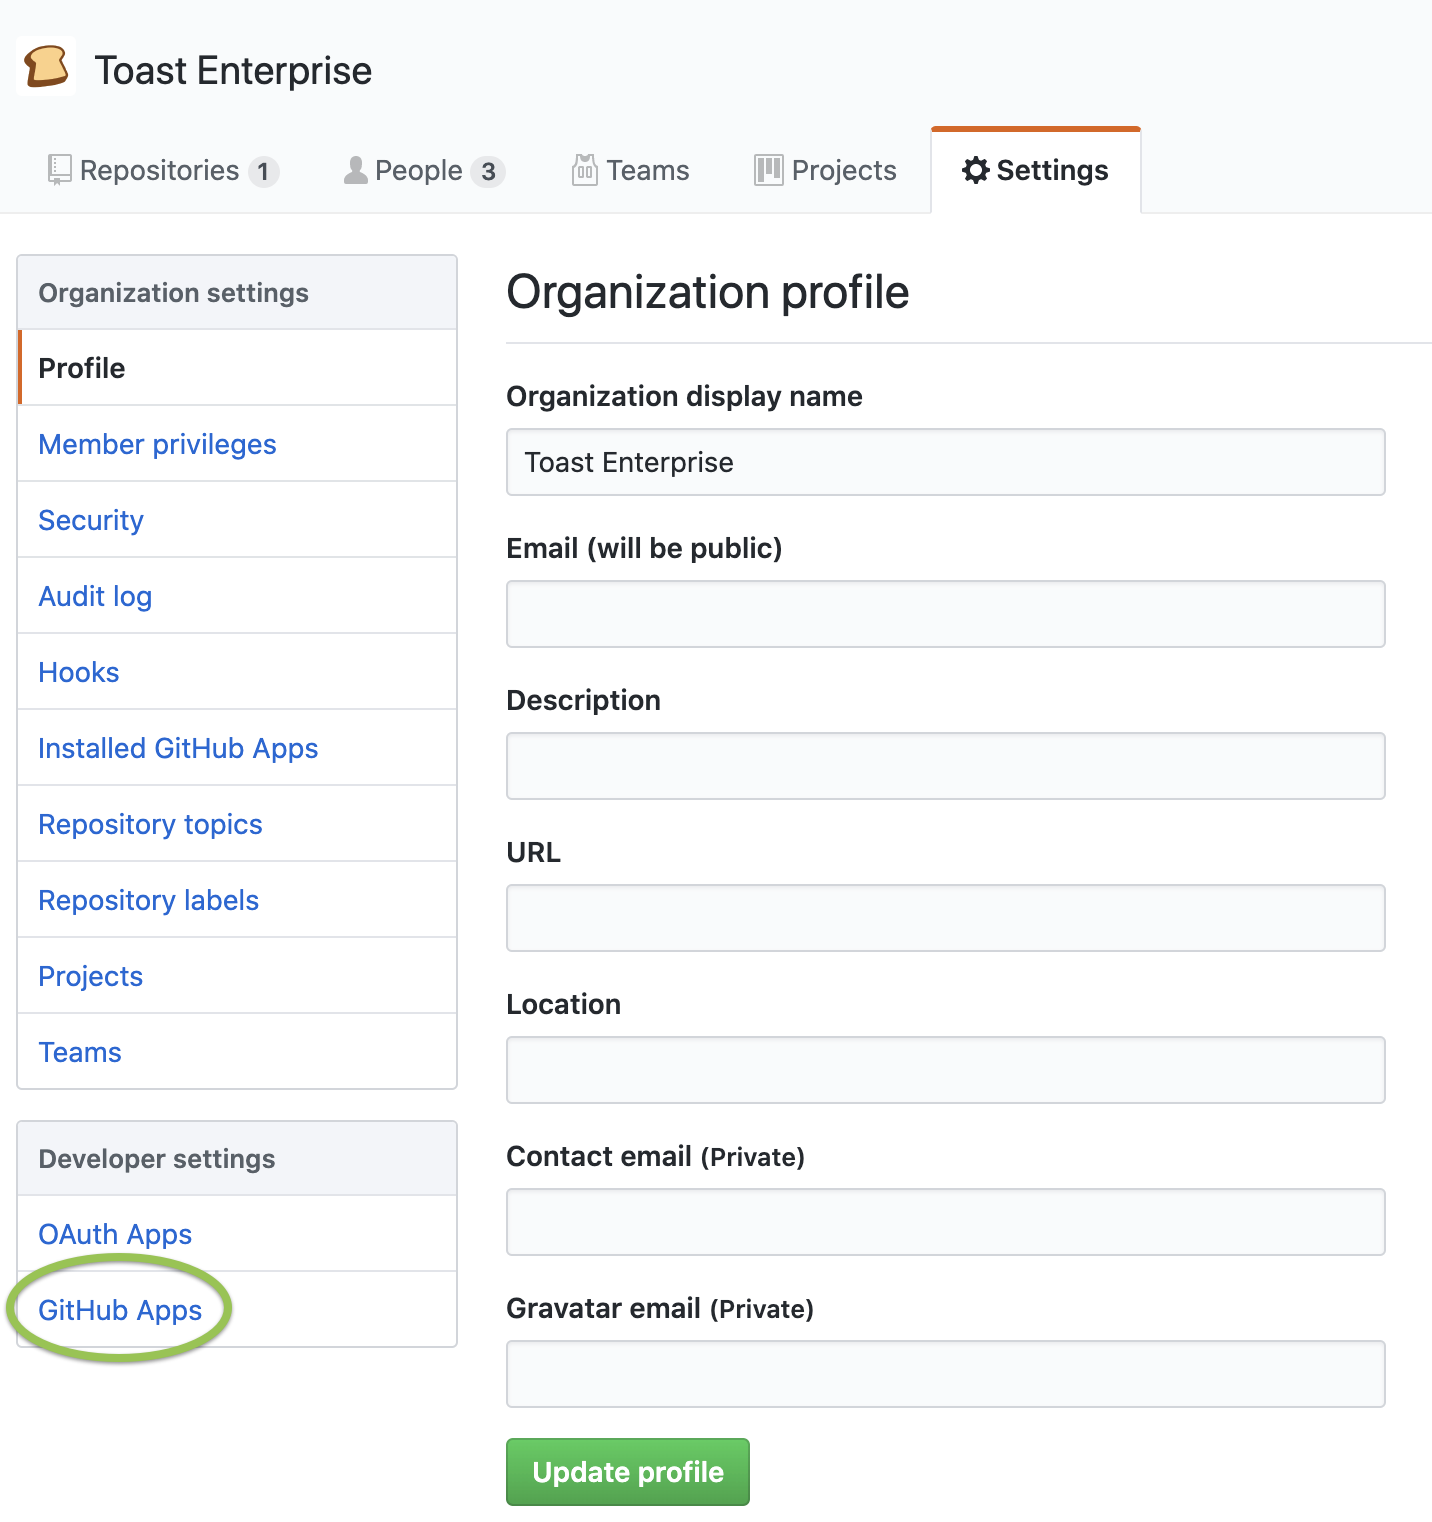 Toast Enterprise
Repositories 1 People 3 Teams Projects Settings
Organization settings
Profile
Member privileges
Security
Audit log
Hooks
Installed GitHub Apps
Repository topics
Repository labels
Projects
Teams
Developer settings
OAuth Apps
GitHub Apps
Organization profile
Organization display name
Toast Enterprise
Email (will be public)
Description
URL
Location
Contact email (Private)
Gravatar email (Private)
Update profile